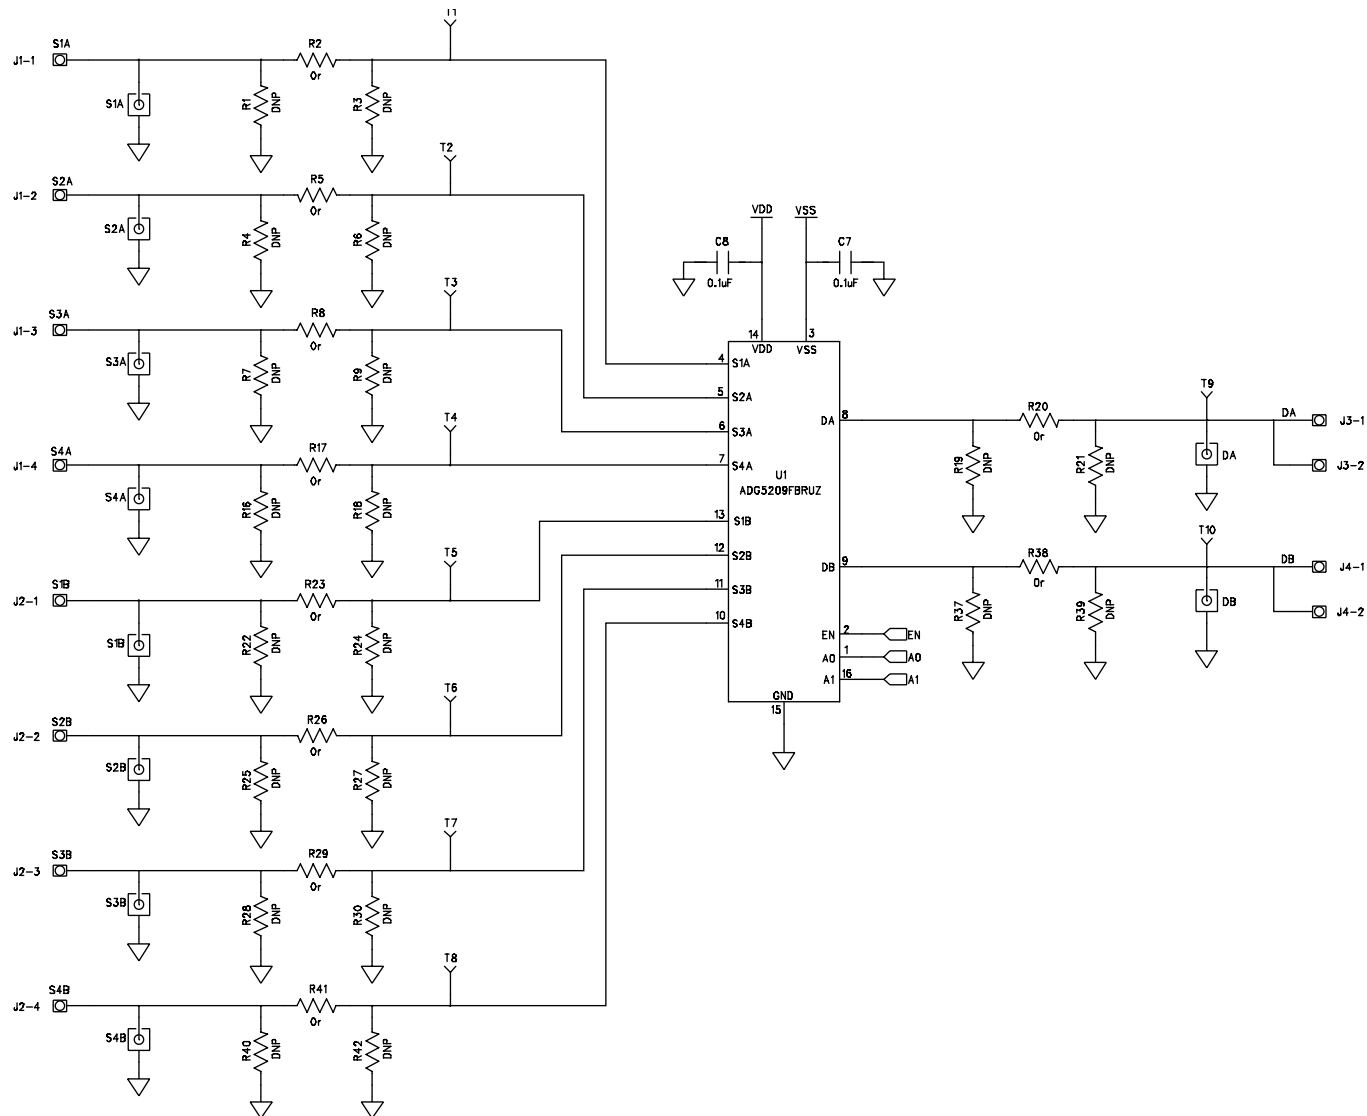 T1
S1A
J1-1
R2
0r
S1A
R1
DNP
R3
DNP
T2
S2A
J1-2
R5
0r
S2A
R4
DNP
R6
DNP
T3
S3A
J1-3
R8
0r
S3A
R7
DNP
R9
DNP
T4
S4A
J1-4
R17
0r
S4A
R16
DNP
R18
DNP
T5
S1B
J2-1
R23
0r
S1B
R22
DNP
R24
DNP
T6
S2B
J2-2
R26
0r
S2B
R25
DNP
R27
DNP
T7
S3B
J2-3
R29
0r
S3B
R28
DNP
R30
DNP
T8
S4B
J2-4
R41
0r
S4B
R40
DNP
R42
DNP
VDD
VSS
C8
0.1uF
C7
0.1uF
14
3
VDD
VSS
4
S1A
5
S2A
6
S3A
7
S4A
13
S1B
12
S2B
11
S3B
10
S4B
U1
ADG5209FBRUZ
DA
8
DB
9
EN
2
EN
A0
1
A0
A1
16
A1
GND
15
R20
0r
R19
DNP
R21
DNP
T9
DA
DA
J3-1
J3-2
R38
0r
R37
DNP
R39
DNP
T10
DB
DB
J4-1
J4-2